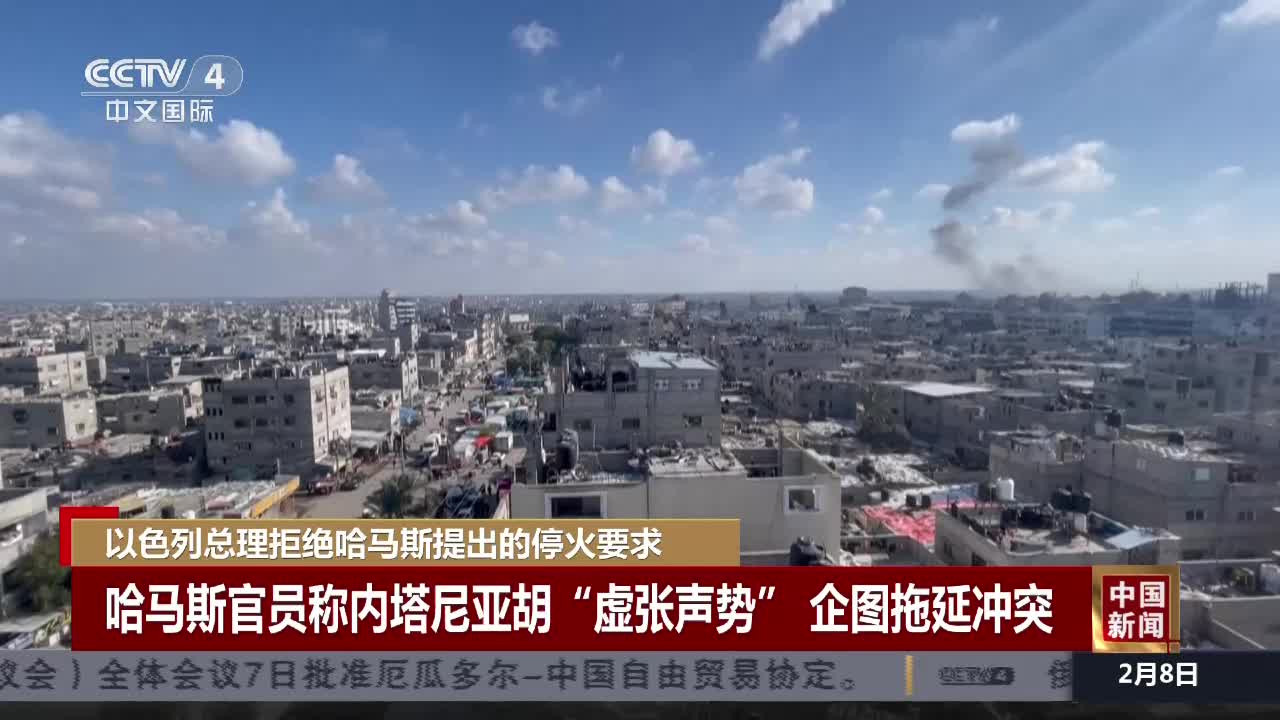 CCTV 4
中文国际
以色列总理拒绝哈马斯提出的停火要求
哈马斯官员称内塔尼亚胡“虚张声势” 企图拖延冲突
中国
新闻
议会）全体会议7日批准厄瓜多尔–中国自由贸易协定。 CCTV 4
2月8日